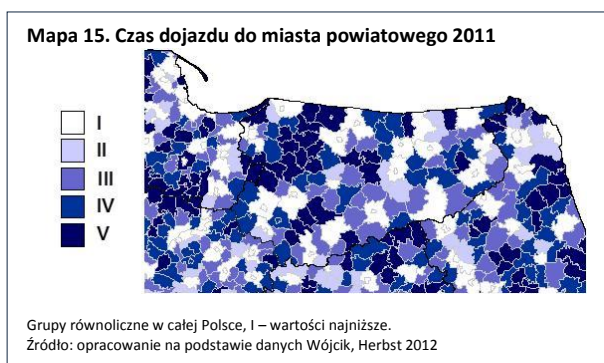 Mapa 15. Czas dojazdu do miasta powiatowego 2011
I
II
III
IV
V
Grupy równoliczne w całej Polsce, I – wartości najniższe.
Źródło: opracowanie na podstawie danych Wójcik, Herbst 2012